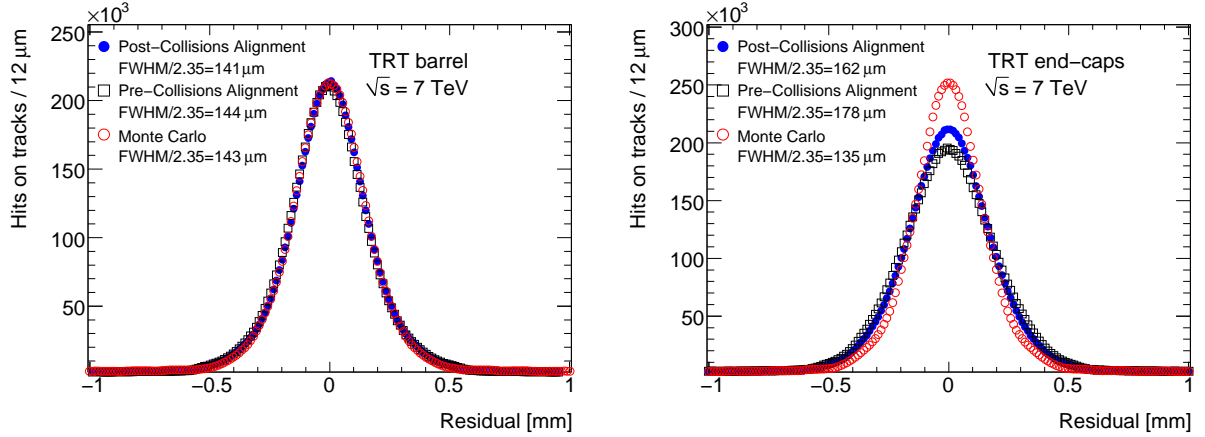 ×10³
250
200
150
100
50
Hits on tracks / 12 μm
Post−Collisions Alignment
FWHM/2.35=141 μm
Pre−Collisions Alignment
FWHM/2.35=144 μm
Monte Carlo
FWHM/2.35=143 μm
TRT barrel
√s = 7 TeV
−1 −0.5 0 0.5 1
Residual [mm]
×10³
300
250
200
150
100
50
Hits on tracks / 12 μm
Post−Collisions Alignment
FWHM/2.35=162 μm
Pre−Collisions Alignment
FWHM/2.35=178 μm
Monte Carlo
FWHM/2.35=135 μm
TRT end−caps
√s = 7 TeV
−1 −0.5 0 0.5 1
Residual [mm]